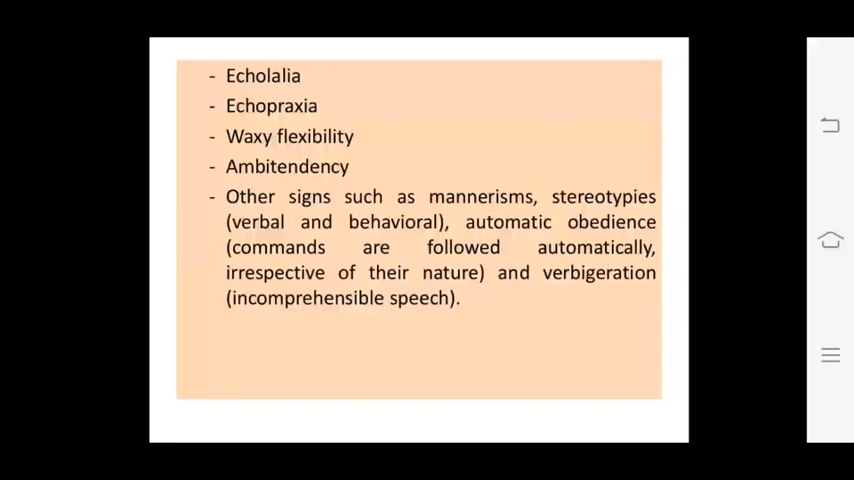 - Echolalia
- Echopraxia
- Waxy flexibility
- Ambitendency
- Other signs such as mannerisms, stereotypies
(verbal and behavioral), automatic obedience
(commands are followed automatically,
irrespective of their nature) and verbigeration
(incomprehensible speech).